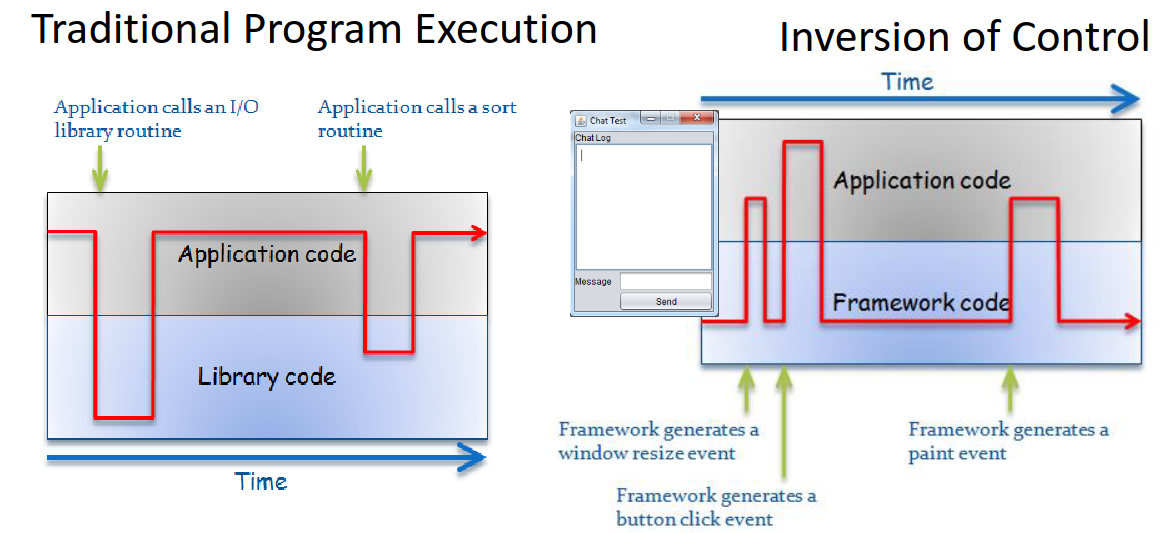 Traditional Program Execution
Inversion of Control
Application calls an I/O
library routine
Application calls a sort
routine
Application code
Library code
Time
Time
Chat Test
Chat Log
Message
Send
Application code
Framework code
Framework generates a
window resize event
Framework generates a
button click event
Framework generates a
paint event